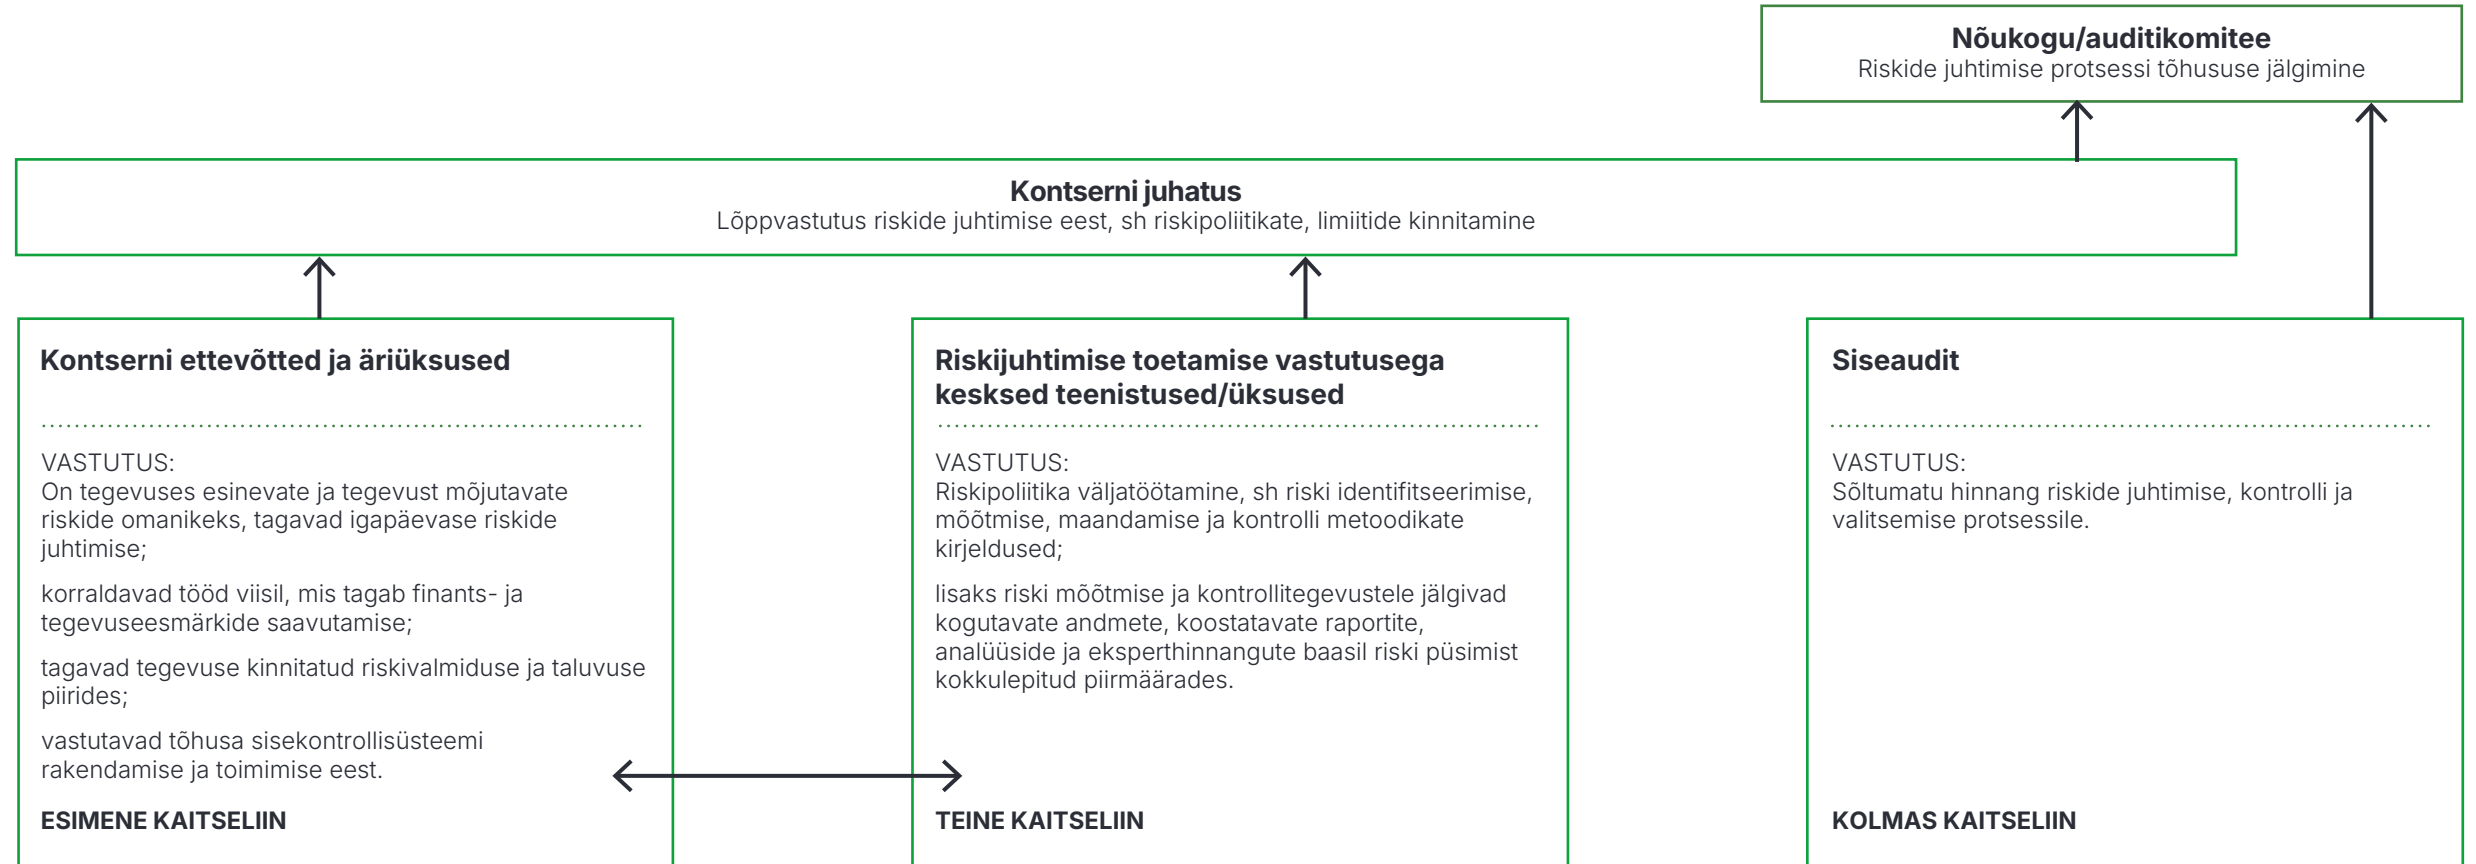 Nõukogu/auditikomitee
Riskide juhtimise protsessi tõhususe jälgimine
Kontserni juhatus
Lõppvastutus riskide juhtimise eest, sh riskipoliitikate, limiitide kinnitamine
Kontserni ettevõtted ja äriüksused
VASTUTUS:
On tegevuses esinevate ja tegevust mõjutavate
riskide omanikeks, tagavad igapäevase riskide
juhtimise;
korraldavad tööd viisil, mis tagab finants- ja
tegevuseesmärkide saavutamise;
tagavad tegevuse kinnitatud riskivalmiduse ja taluvuse
piirides;
vastutavad tõhusa sisekontrollisüsteemi
rakendamise ja toimimise eest.
ESIMENE KAITSELIIN
Riskijuhtimise toetamise vastutusega
kesksed teenistused/üksused
VASTUTUS:
Riskipoliitika väljatöötamine, sh riski identifitseerimise,
mõõtmise, maandamise ja kontrolli metoodikate
kirjeldused;
lisaks riski mõõtmise ja kontrollitegevustele jälgivad
kogutavate andmete, koostatavate raportite,
analüüside ja eksperthinnangute baasil riski püsimist
kokkulepitud piirmäärades.
TEINE KAITSELIIN
Siseaudit
VASTUTUS:
Sõltumatu hinnang riskide juhtimise, kontrolli ja
valitsemise protsessile.
KOLMAS KAITSELIIN